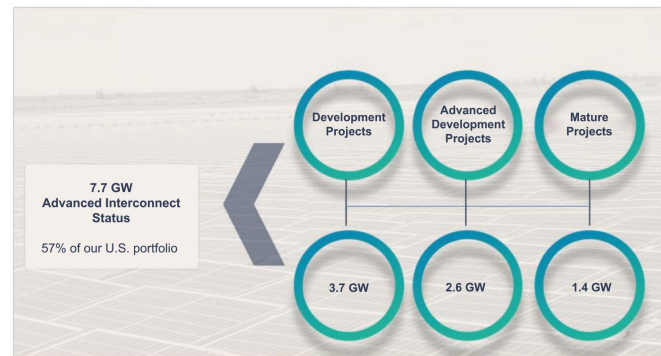 7.7 GW
Advanced Interconnect
Status
57% of our U.S. portfolio
Development
Projects
Advanced
Development
Projects
Mature
Projects
3.7 GW
2.6 GW
1.4 GW